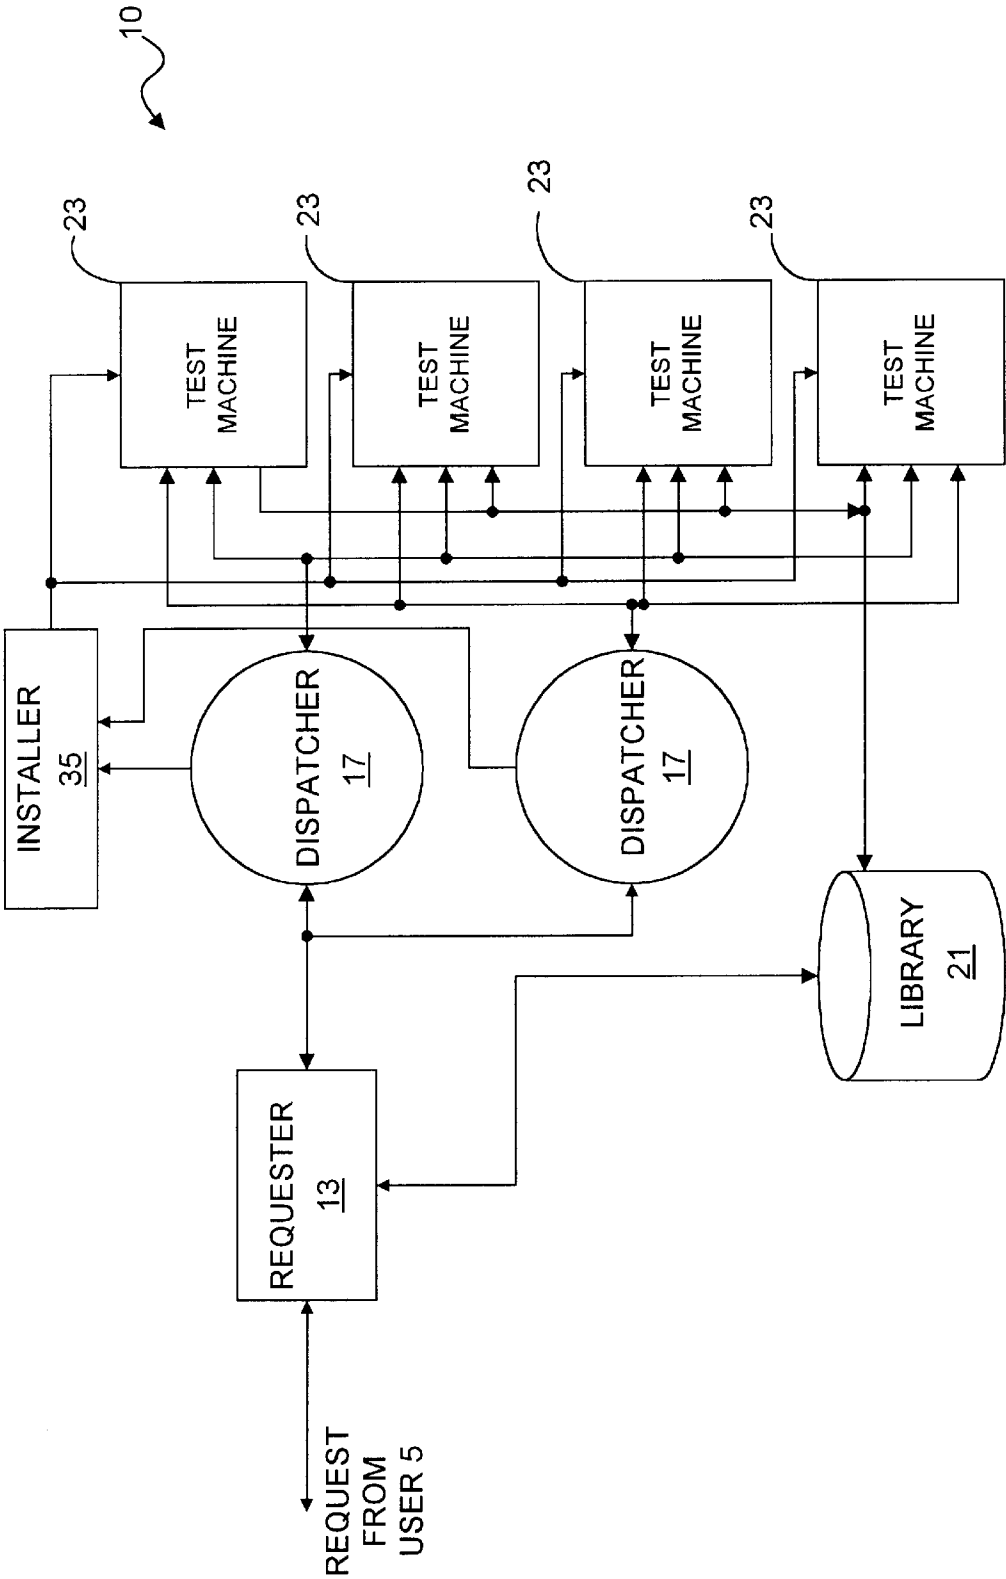 10
INSTALLER
35
23
TEST
MACHINE
23
TEST
MACHINE
23
TEST
MACHINE
23
TEST
MACHINE
DISPATCHER
17
DISPATCHER
17
REQUESTER
13
LIBRARY
21
REQUEST
FROM
USER 5